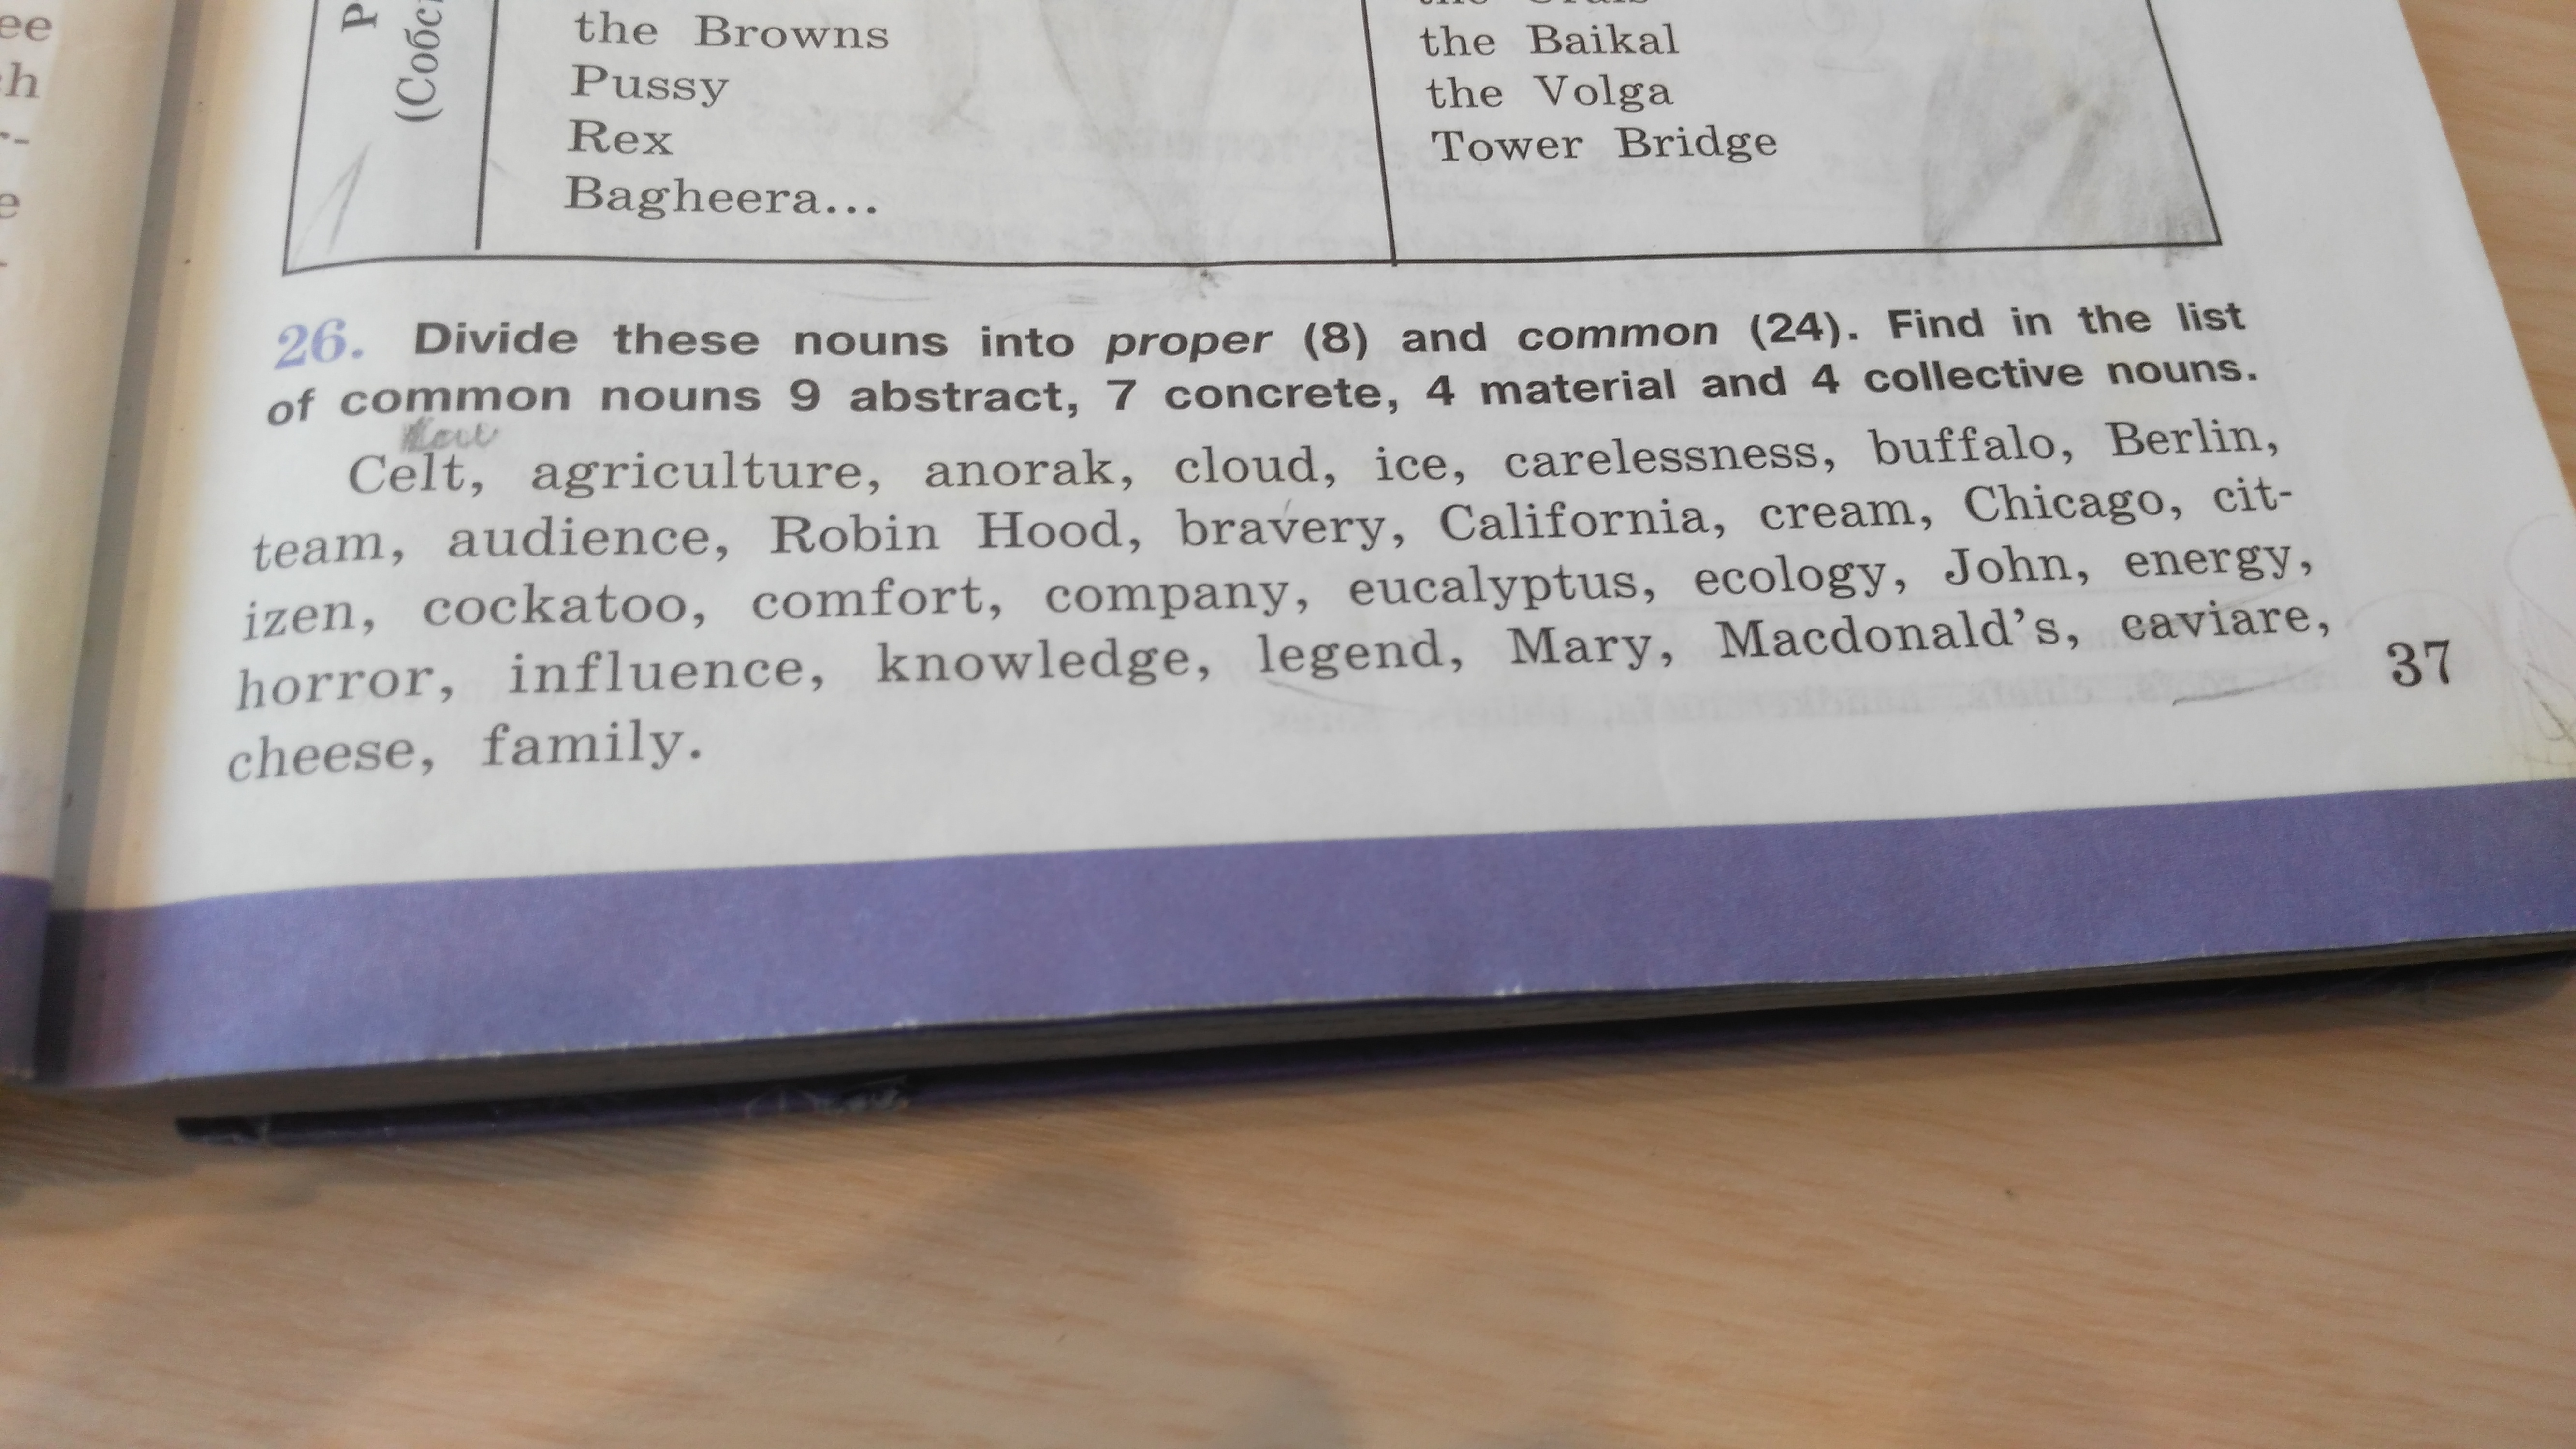 ee
h
r-
e
P
(Собс
the Browns
Pussy
Rex
Bagheera...
the Baikal
the Volga
Tower Bridge
26. Divide these nouns into proper (8) and common (24). Find in the list
of common nouns 9 abstract, 7 concrete, 4 material and 4 collective nouns.
Celt, agriculture, anorak, cloud, ice, carelessness, buffalo, Berlin,
team, audience, Robin Hood, bravery, California, cream, Chicago, cit-
izen, cockatoo, comfort, company, eucalyptus, ecology, John, energy,
horror, influence, knowledge, legend, Mary, Macdonald's, caviare,
cheese, family.
37